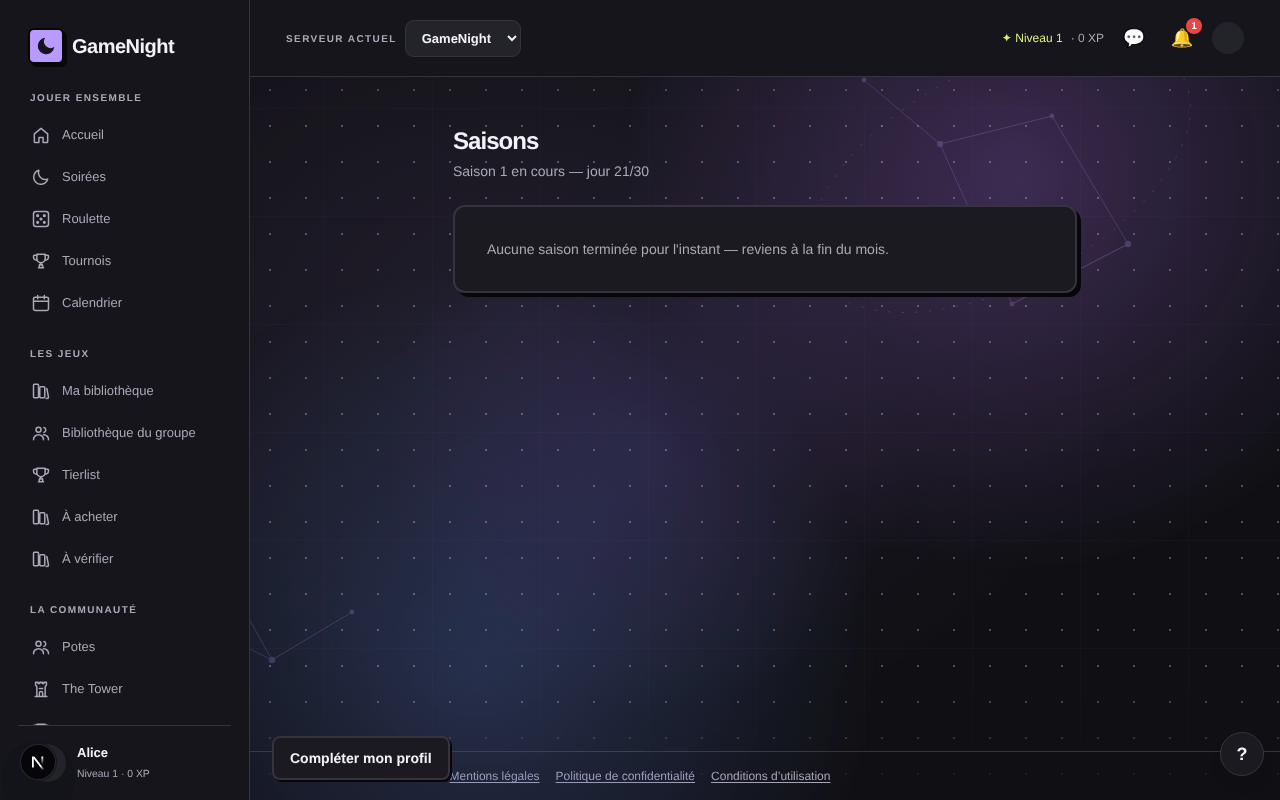 GameNight
JOUER ENSEMBLE
Accueil
Soirées
Roulette
Tournois
Calendrier
LES JEUX
Ma bibliothèque
Bibliothèque du groupe
Tierlist
À acheter
À vérifier
LA COMMUNAUTÉ
Potes
The Tower
N
Alice
Niveau 1 · 0 XP
SERVEUR ACTUEL
GameNight
✦ Niveau 1 · 0 XP
1
Saisons
Saison 1 en cours — jour 21/30
Aucune saison terminée pour l'instant — reviens à la fin du mois.
Compléter mon profil
Mentions légales
Politique de confidentialité
Conditions d'utilisation
?